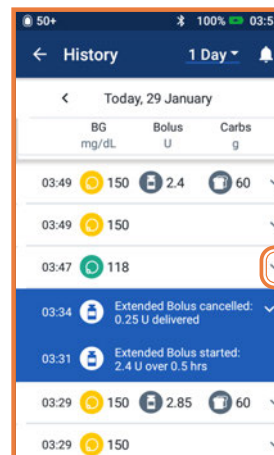 50+ 100% 03:5
History 1 Day
Today, 29 January
BG Bolus Carbs
mg/dL U g
03:49 150 2.4 60
03:49 150
03:47 118
03:34 Extended Bolus cancelled:
0.25 U delivered
03:31 Extended Bolus started:
2.4 U over 0.5 hrs
03:29 150 2.85 60
03:29 150